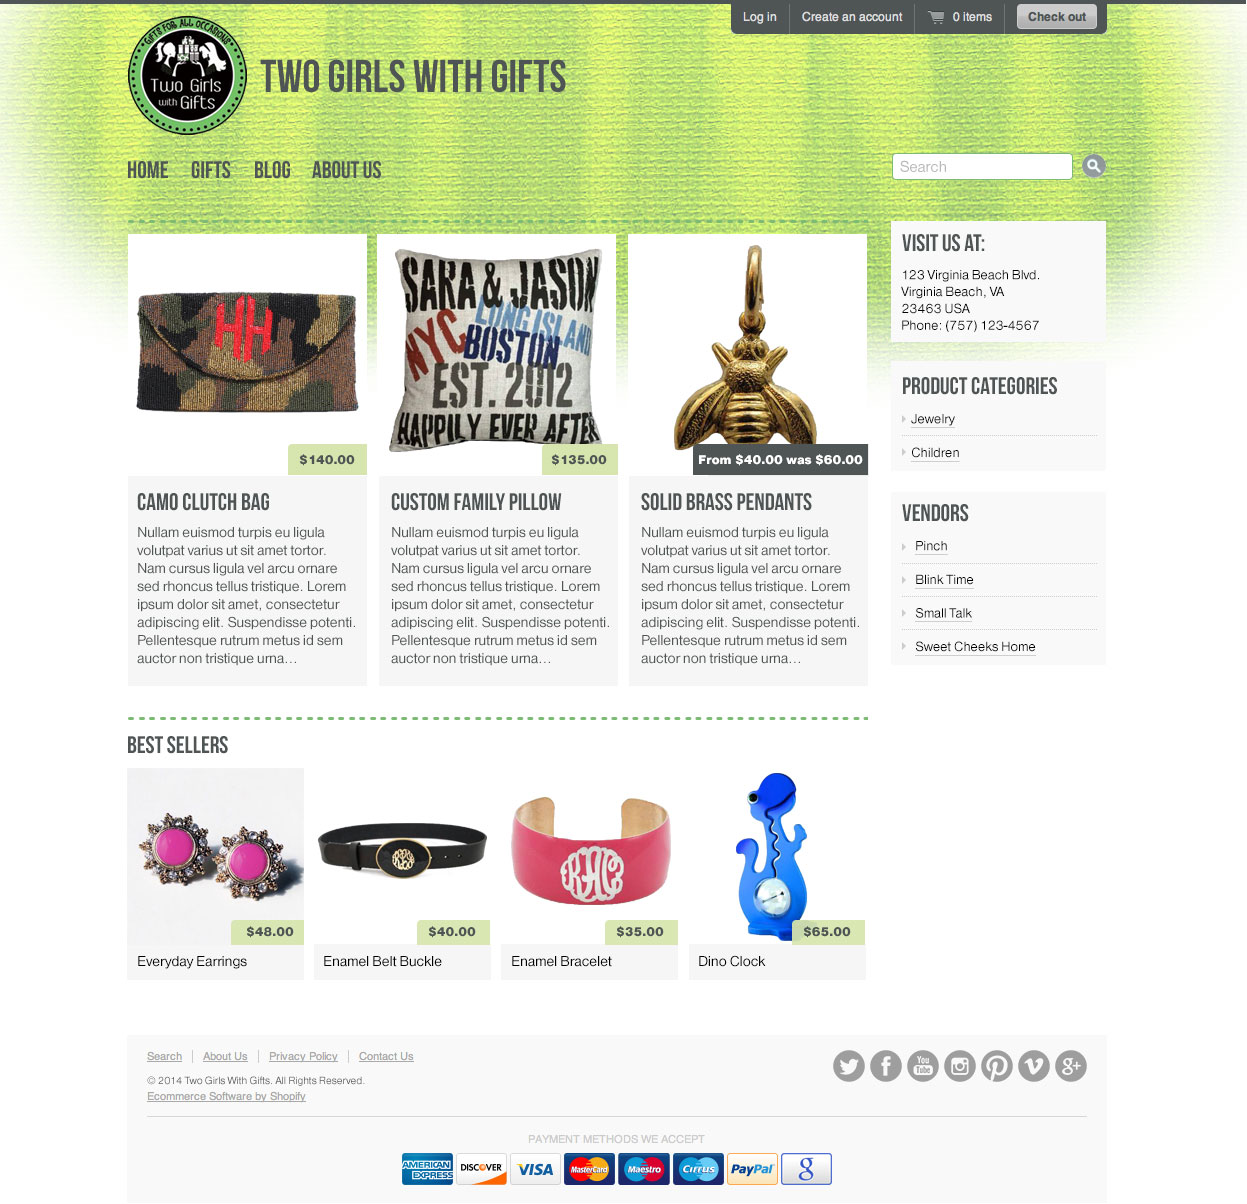 Log in
Create an account
0 items
Check out
GIFTS FOR ALL OCCASIONS
Two Girls
with Gifts
TWO GIRLS WITH GIFTS
HOME
GIFTS
BLOG
ABOUT US
Search
HH
SARA & JASON
LONG ISLAND
NYC
BOSTON
EST. 2012
HAPPILY EVER AFTER
$140.00
$135.00
From $40.00 was $60.00
CAMO CLUTCH BAG
Nullam euismod turpis eu ligula
volutpat varius ut sit amet tortor.
Nam cursus ligula vel arcu ornare
sed rhoncus tellus tristique. Lorem
ipsum dolor sit amet, consectetur
adipiscing elit. Suspendisse potenti.
Pellentesque rutrum metus id sem
auctor non tristique urna…
CUSTOM FAMILY PILLOW
Nullam euismod turpis eu ligula
volutpat varius ut sit amet tortor.
Nam cursus ligula vel arcu ornare
sed rhoncus tellus tristique. Lorem
ipsum dolor sit amet, consectetur
adipiscing elit. Suspendisse potenti.
Pellentesque rutrum metus id sem
auctor non tristique urna…
SOLID BRASS PENDANTS
Nullam euismod turpis eu ligula
volutpat varius ut sit amet tortor.
Nam cursus ligula vel arcu ornare
sed rhoncus tellus tristique. Lorem
ipsum dolor sit amet, consectetur
adipiscing elit. Suspendisse potenti.
Pellentesque rutrum metus id sem
auctor non tristique urna…
VISIT US AT:
123 Virginia Beach Blvd.
Virginia Beach, VA
23463 USA
Phone: (757) 123-4567
PRODUCT CATEGORIES
Jewelry
Children
VENDORS
Pinch
Blink Time
Small Talk
Sweet Cheeks Home
BEST SELLERS
$48.00
$40.00
$35.00
$65.00
Everyday Earrings
Enamel Belt Buckle
Enamel Bracelet
Dino Clock
Search
About Us
Privacy Policy
Contact Us
© 2014 Two Girls With Gifts. All Rights Reserved.
Ecommerce Software by Shopify
You
Tube
g+
PAYMENT METHODS WE ACCEPT
AMERICAN
EXPRESS
DISCOVER
VISA
MasterCard
Maestro
Cirrus
PayPal
g